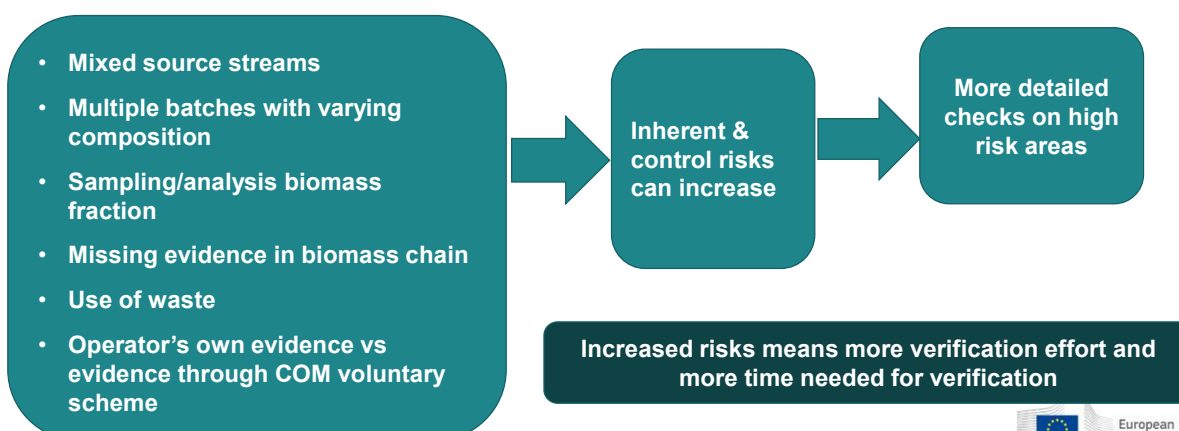 • Mixed source streams
• Multiple batches with varying
composition
• Sampling/analysis biomass
fraction
• Missing evidence in biomass chain
• Use of waste
• Operator's own evidence vs
evidence through COM voluntary
scheme
Inherent &
control risks
can increase
More detailed
checks on high
risk areas
Increased risks means more verification effort and
more time needed for verification
European